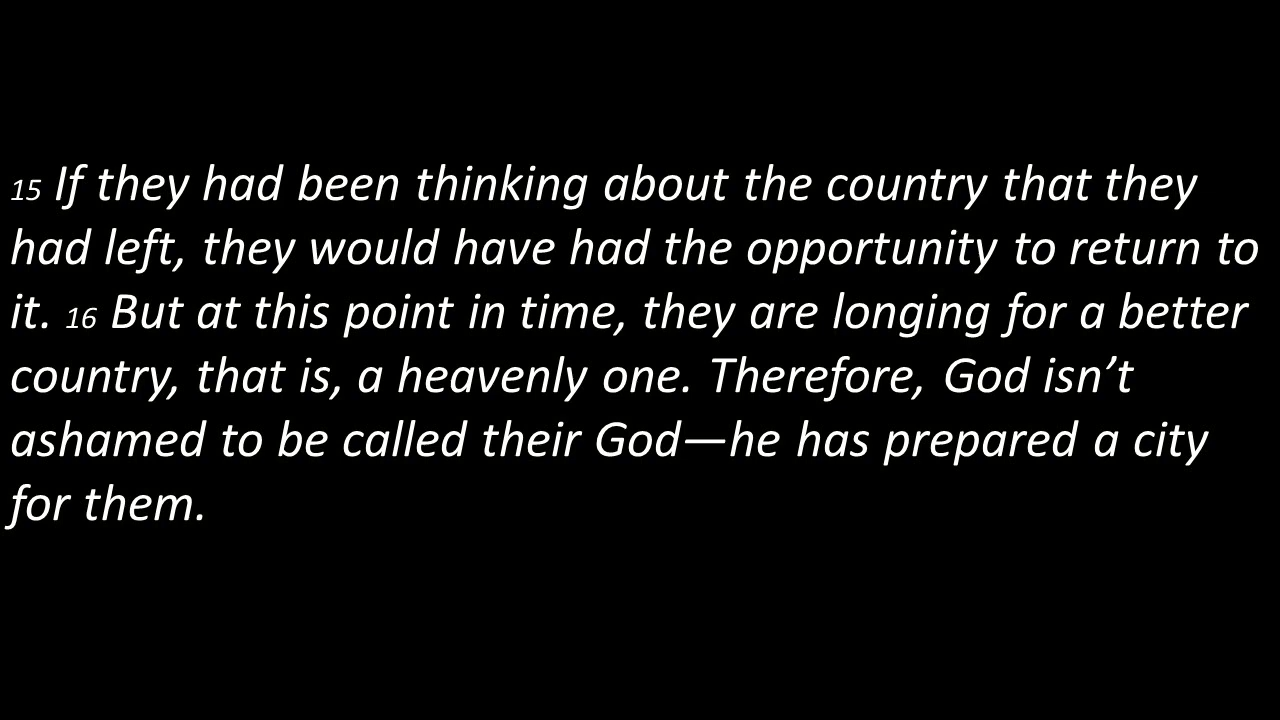 15 If they had been thinking about the country that they
had left, they would have had the opportunity to return to
it. 16 But at this point in time, they are longing for a better
country, that is, a heavenly one. Therefore, God isn’t
ashamed to be called their God—he has prepared a city
for them.